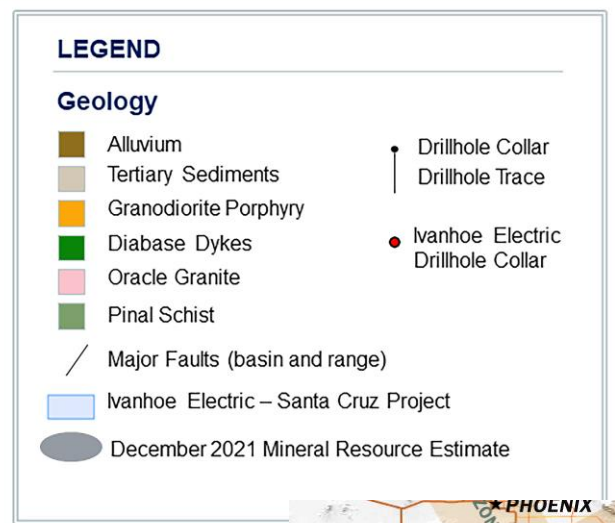 LEGEND
Geology
Alluvium
Tertiary Sediments
Granodiorite Porphyry
Diabase Dykes
Oracle Granite
Pinal Schist
Drillhole Collar
Drillhole Trace
Ivanhoe Electric
Drillhole Collar
Major Faults (basin and range)
Ivanhoe Electric – Santa Cruz Project
December 2021 Mineral Resource Estimate
PHOENIX